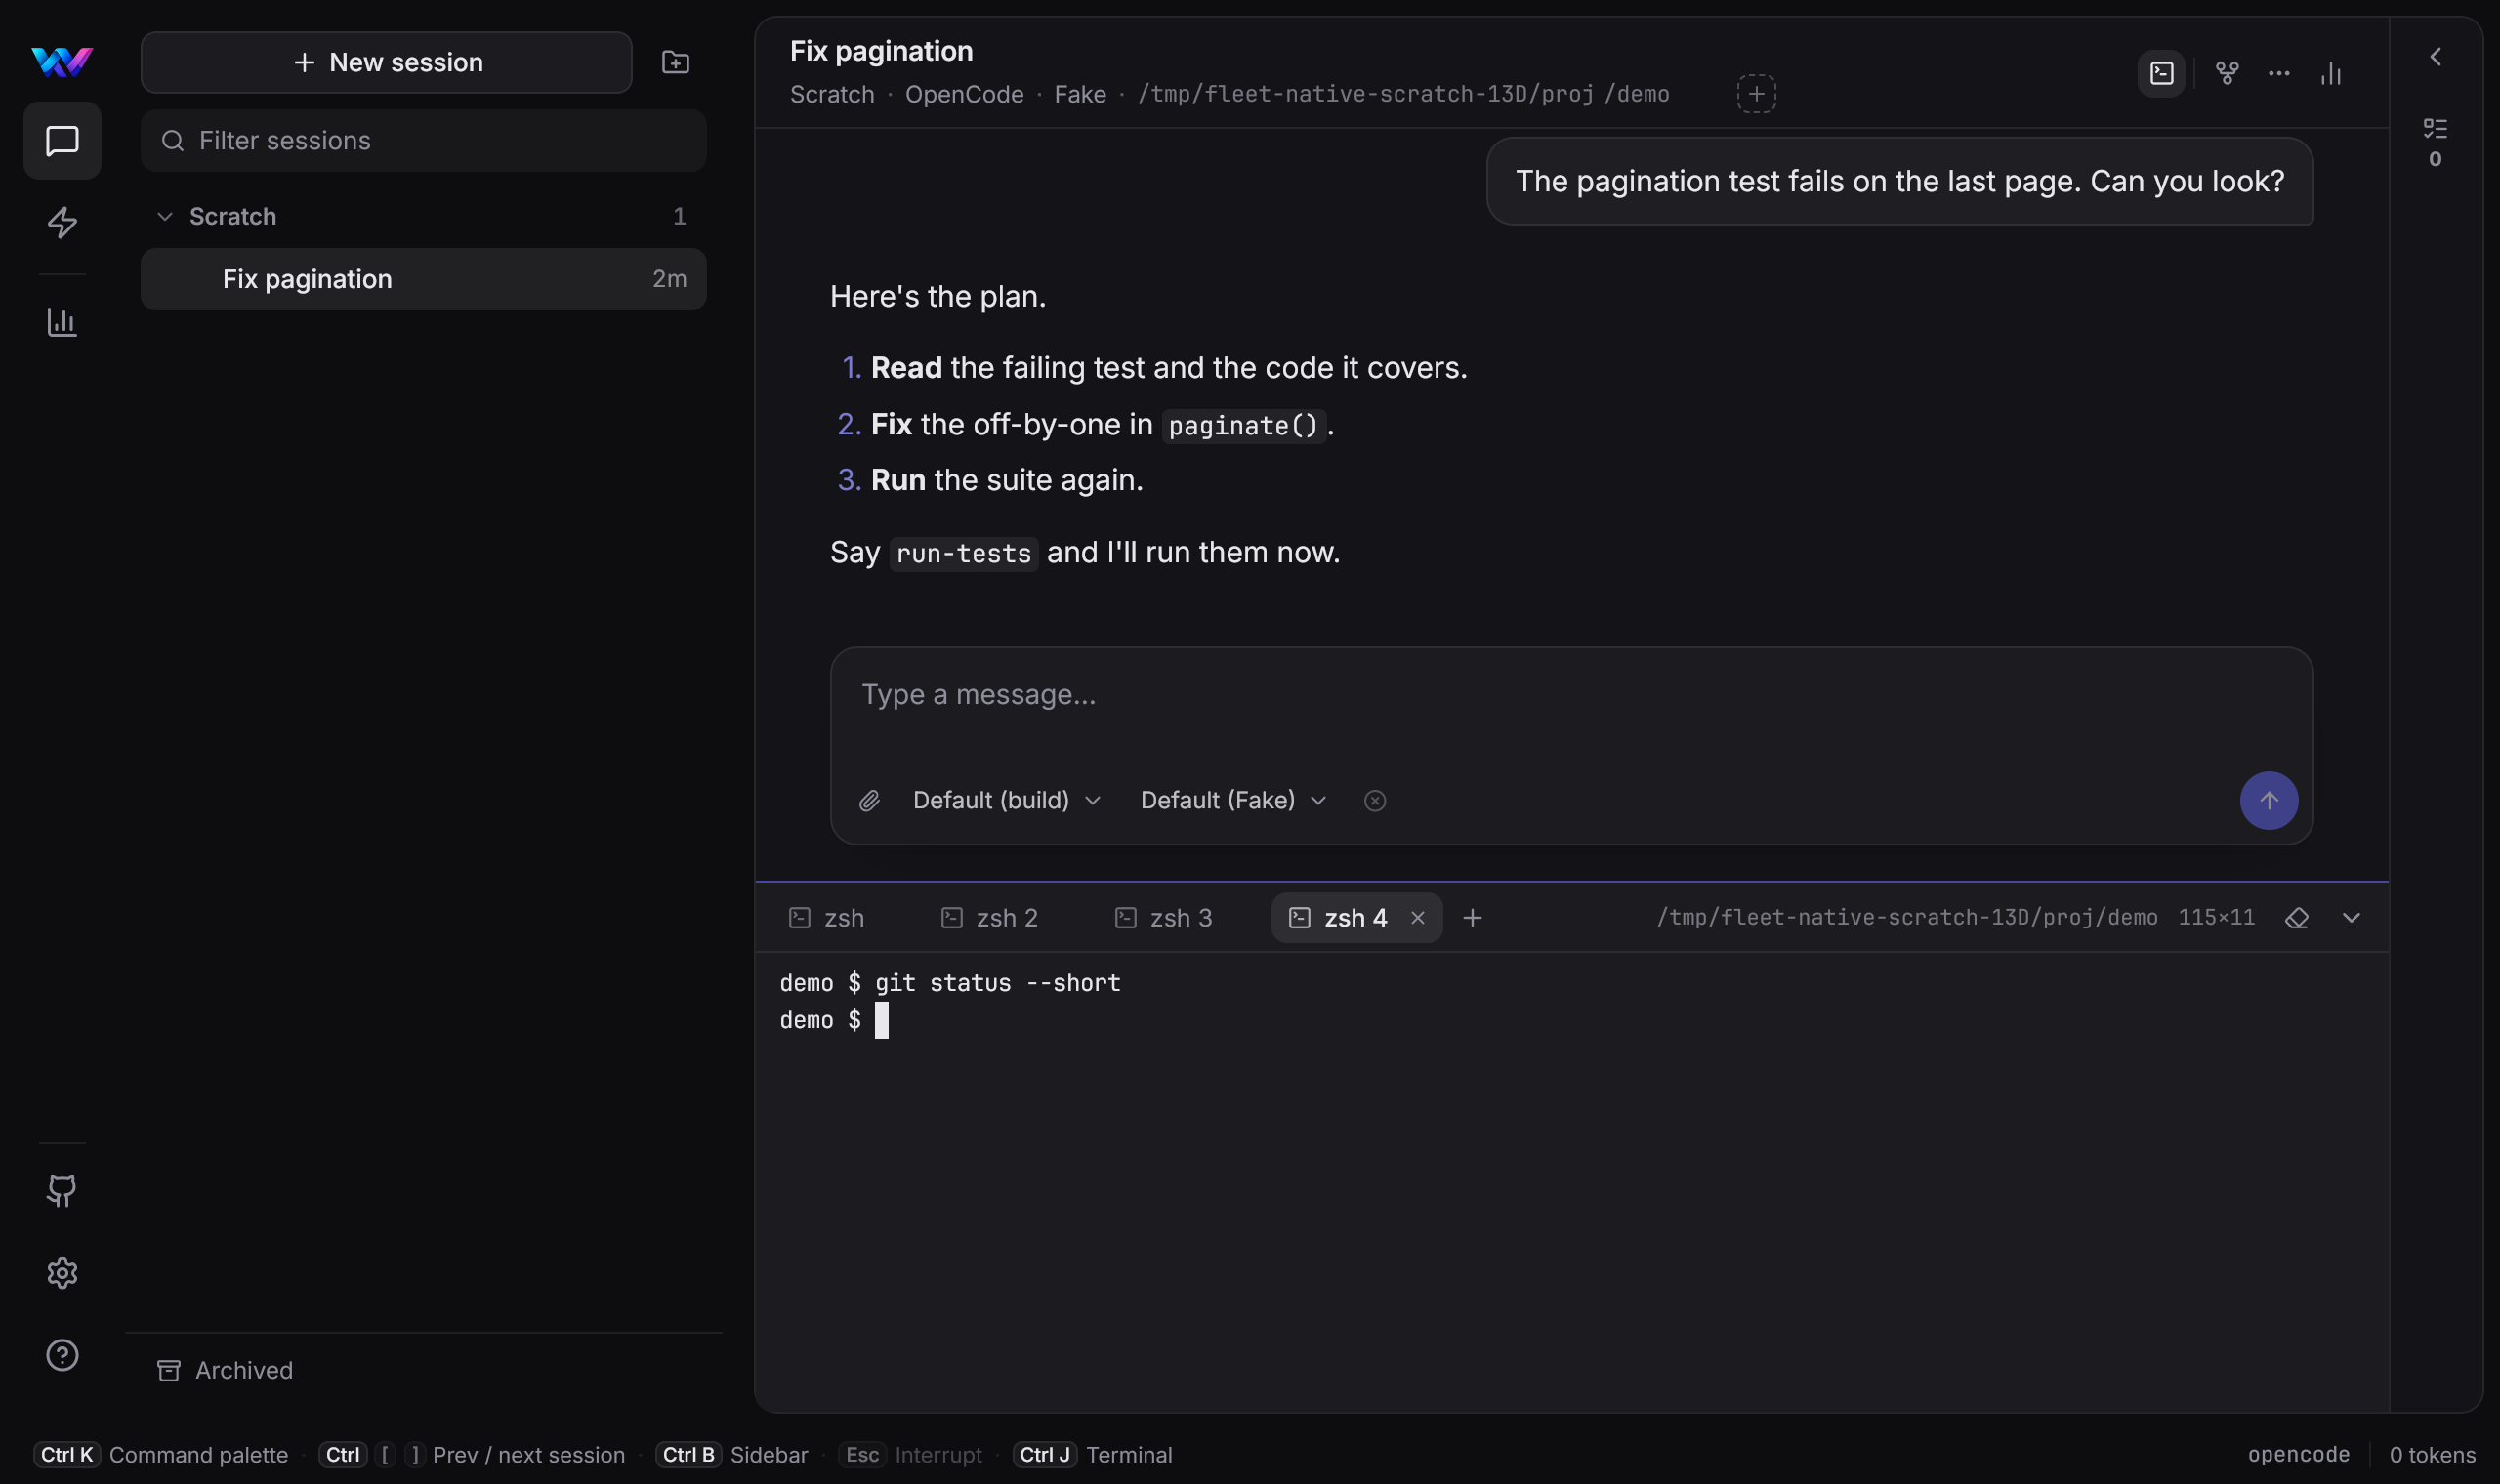 New session
Filter sessions
Scratch 1
Fix pagination 2m
Archived
Fix pagination
Scratch · OpenCode · Fake · /tmp/fleet-native-scratch-13D/proj /demo
0
The pagination test fails on the last page. Can you look?
Here's the plan.
1. Read the failing test and the code it covers.
2. Fix the off-by-one in paginate().
3. Run the suite again.
Say run-tests and I'll run them now.
Type a message...
Default (build) Default (Fake)
zsh zsh 2 zsh 3 zsh 4 /tmp/fleet-native-scratch-13D/proj/demo 115×11
demo $ git status --short
demo $
Ctrl K Command palette · Ctrl [ ] Prev / next session · Ctrl B Sidebar · Esc Interrupt · Ctrl J Terminal opencode 0 tokens